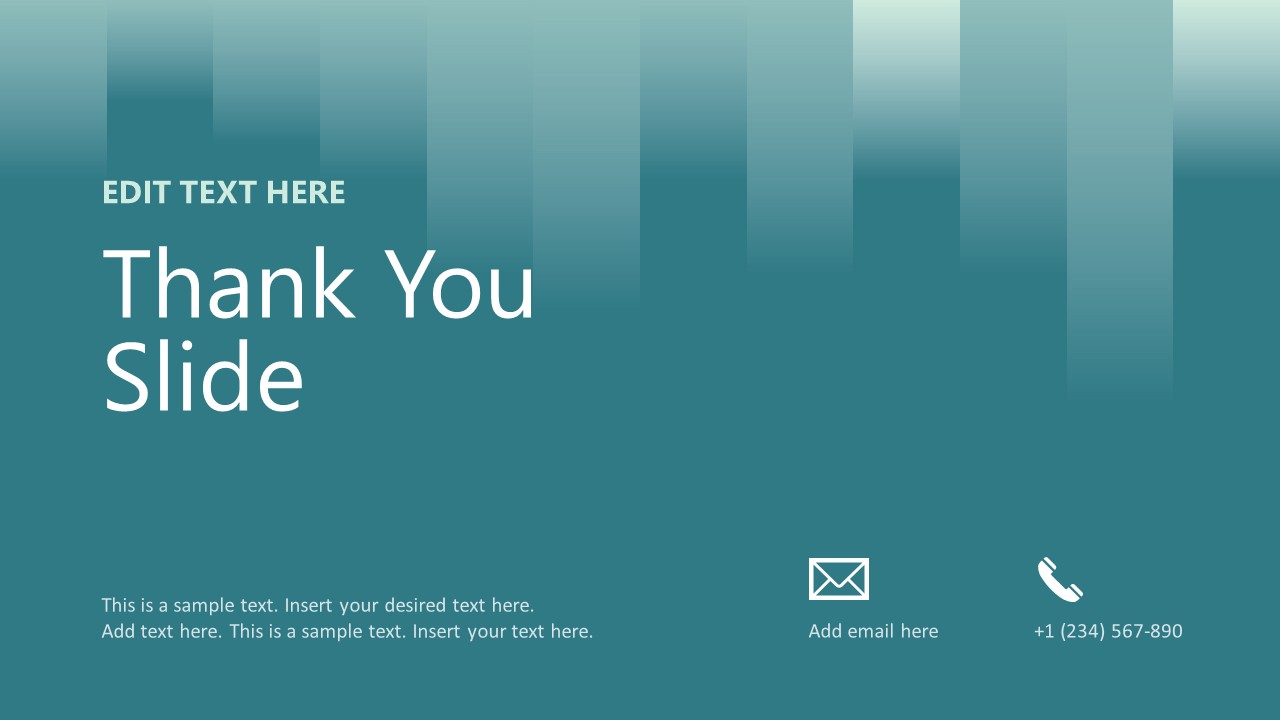 EDIT TEXT HERE
Thank You
Slide
This is a sample text. Insert your desired text here.
Add text here. This is a sample text. Insert your text here.
Add email here
+1 (234) 567-890